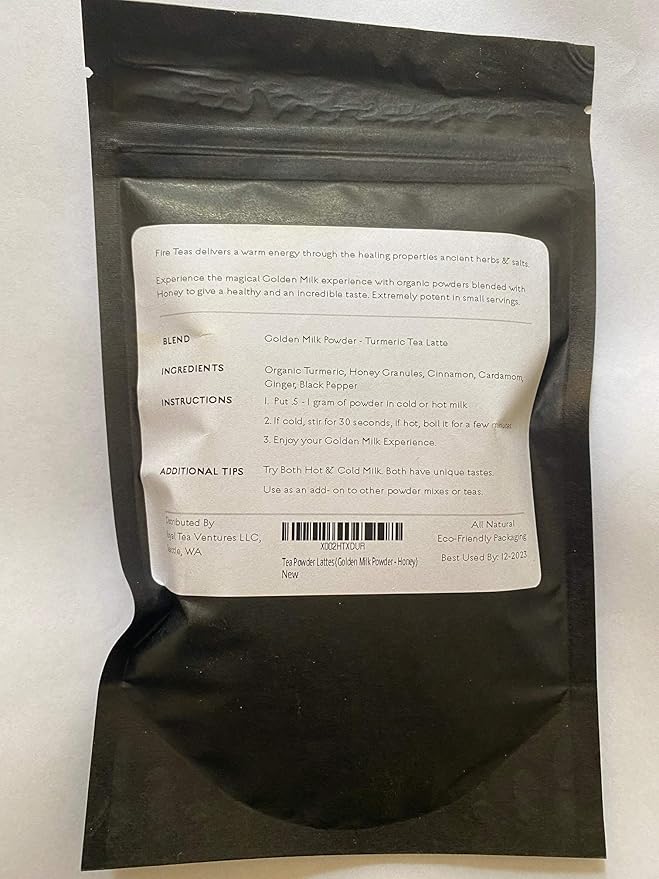 Fire Teas delivers a warm energy through the healing properties ancient herbs & salts.
Experience the magical Golden Milk experience with organic powders blended with
Honey to give a healthy and an incredible taste. Extremely potent in small servings.
BLEND Golden Milk Powder - Turmeric Tea Latte
INGREDIENTS Organic Turmeric, Honey Granules, Cinnamon, Cardamom,
Ginger, Black Pepper
INSTRUCTIONS 1. Put .5 - 1 gram of powder in cold or hot milk
2. If cold, stir for 30 seconds, if hot, boil it for a few minutes
3. Enjoy your Golden Milk Experience.
ADDITIONAL TIPS Try Both Hot & Cold Milk. Both have unique tastes.
Use as an add- on to other powder mixes or teas.
By
Tea Ventures LLC,
WA
X002HTXDUR
Tea Powder Lattes (Golden Milk Powder - Honey)
New
All Natural
Eco-Friendly Packaging
Best Used By: 12-2023